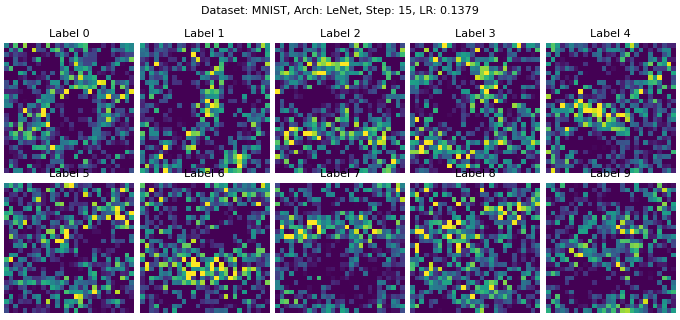 Dataset: MNIST, Arch: LeNet, Step: 15, LR: 0.1379
Label 0 Label 1 Label 2 Label 3 Label 4
Label 5 Label 6 Label 7 Label 8 Label 9